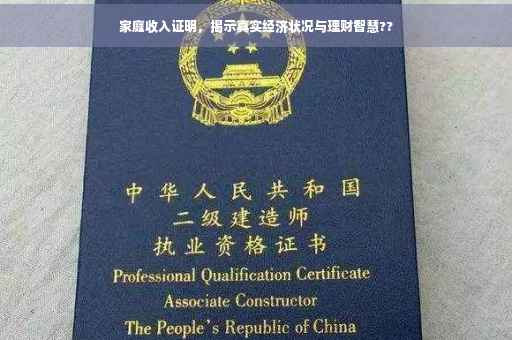 家庭收入证明，揭示真实经济状况与理财智慧??
中华人民共和国
二级建造师
执业资格证书
Professional Qualification Certificate
Associate Constructor
The People's Republic of China